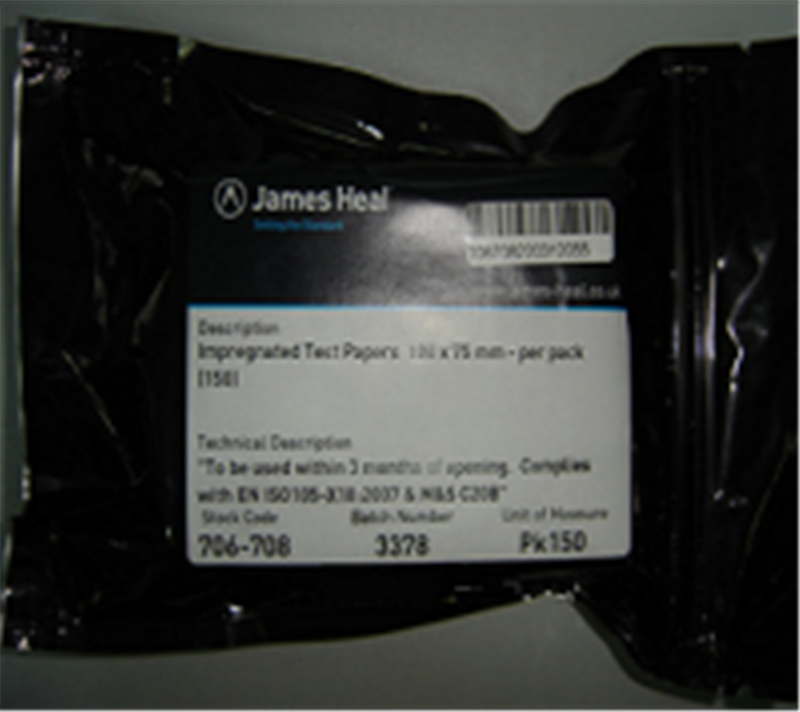 James Heal
Description
Impregnated Test Papers x 75 mm - per pack
(150)
Technical Description
"To be used within 3 months of opening. Complies
with EN ISO105-X18:2007 & M&S C20B"
Stock Code Batch Number Unit of Measure
706-708 3378 Pk150